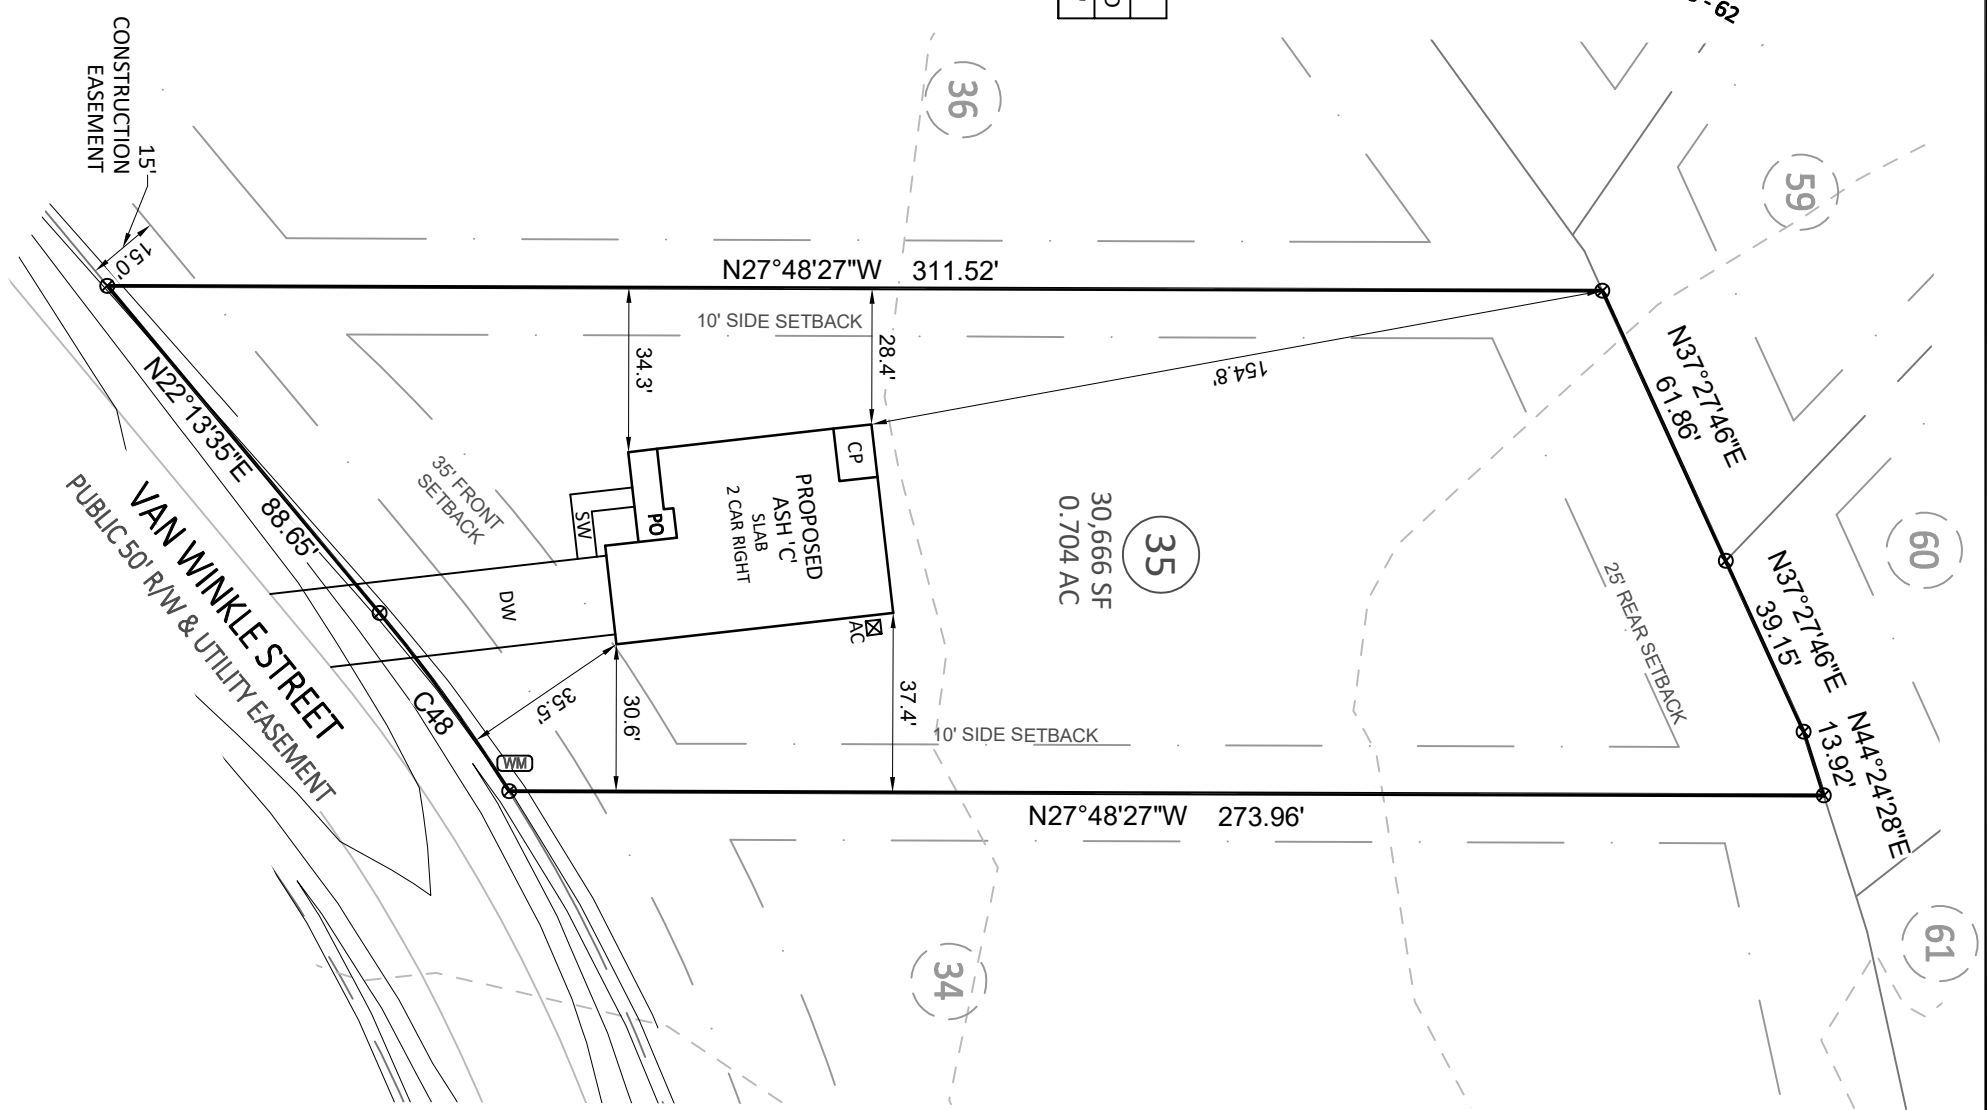 - 62
36
59
CONSTRUCTION
EASEMENT
15'
15.0'
N27°48'27"W 311.52'
10' SIDE SETBACK
34.3'
28.4'
154.8'
N37°27'46"E
61.86'
N22°13'35"E 88.65'
35' FRONT
SETBACK
CP
PROPOSED
ASH 'C'
SLAB
2 CAR RIGHT
PO
SW
DW
AC
35
30,666 SF
0.704 AC
60
N37°27'46"E
39.15'
25' REAR SETBACK
VAN WINKLE STREET
PUBLIC 50' R/W & UTILITY EASEMENT
C48
35.5'
30.6'
37.4'
10' SIDE SETBACK
WM
N44°24'28"E
13.92'
N27°48'27"W 273.96'
34
61